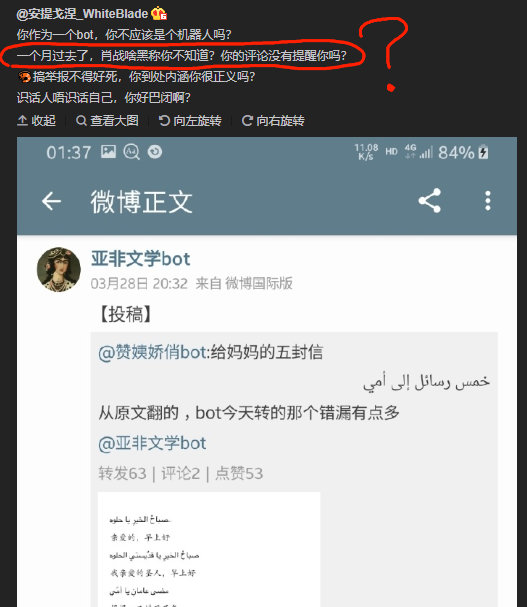 @安提戈涅_WhiteBlade
你作为一个bot，你不应该是个机器人吗？
一个月过去了，肖战啥黑称你不知道？你的评论没有提醒你吗？
搞举报不得好死，你到处内涵你很正义吗？
识话人唔识话自己，你好巴闭啊？
收起 查看大图 向左旋转 向右旋转
?
01:37 11.08 K/s HD 4G 84%
微博正文
亚非文学bot
03月28日 20:32 来自 微博国际版
【投稿】
@赞姨娇俏bot:给妈妈的五封信
خمس رسائل إلى أمي
从原文翻的，bot今天转的那个错漏有点多
@亚非文学bot
转发63 | 评论2 | 点赞53
صباحُ الخيرِ يا حلوه
亲爱的，早上好
صباحُ الخيرِ يا قدّيستي الحلوه
我亲爱的圣人，早上好
مضى عامانِ يا أمّي